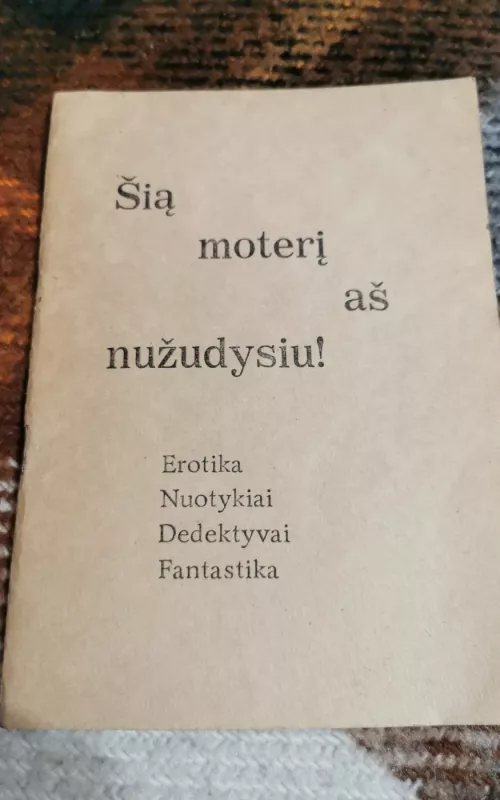 Šią
moterį
aš
nužudysiu!
Erotika
Nuotykiai
Dedektyvai
Fantastika